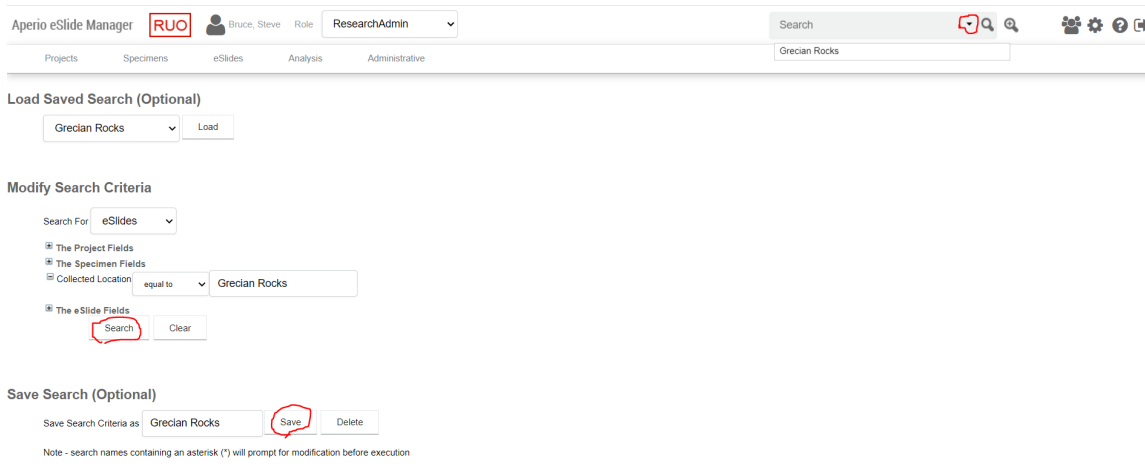 Aperio eSlide Manager RUO Bruce, Steve Role ResearchAdmin Search
Grecian Rocks
Projects Specimens eSlides Analysis Administrative
Load Saved Search (Optional)
Grecian Rocks Load
Modify Search Criteria
Search For eSlides
The Project Fields
The Specimen Fields
Collected Location equal to Grecian Rocks
The eSlide Fields
Search Clear
Save Search (Optional)
Save Search Criteria as Grecian Rocks Save Delete
Note - search names containing an asterisk (*) will prompt for modification before execution